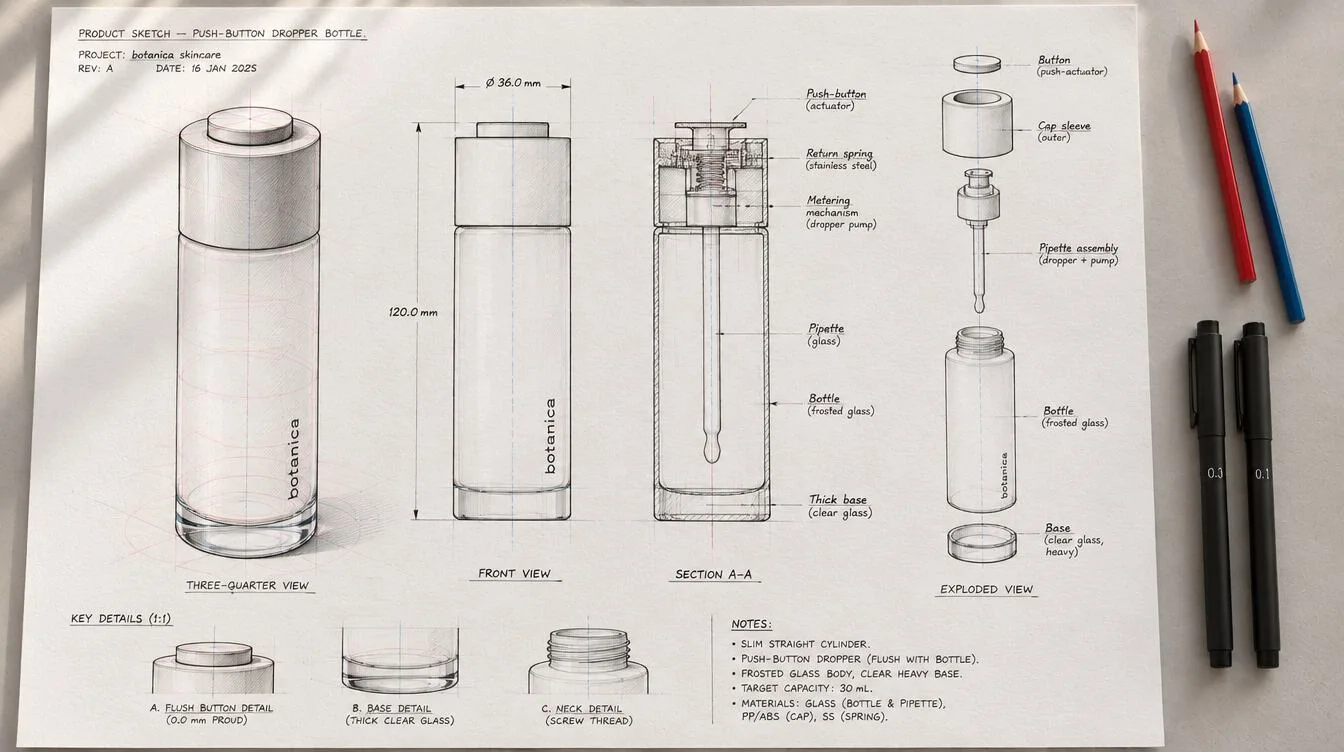 PRODUCT SKETCH — PUSH-BUTTON DROPPER BOTTLE.
PROJECT: botanica skincare
REV: A DATE: 16 JAN 2025
Ø 36.0 mm
120.0 mm
botanica
THREE-QUARTER VIEW
botanica
FRONT VIEW
Push-button
(actuator)
Return spring
(stainless steel)
Metering
mechanism
(dropper pump)
Pipette
(glass)
Bottle
(frosted glass)
Thick base
(clear glass)
SECTION A-A
Button
(push-actuator)
Cap sleeve
(outer)
Pipette assembly
(dropper + pump)
Bottle
(frosted glass)
botanica
Base
(clear glass,
heavy)
EXPLODED VIEW
KEY DETAILS (1:1)
A. FLUSH BUTTON DETAIL
(0.0 mm PROUD)
B. BASE DETAIL
(THICK CLEAR GLASS)
C. NECK DETAIL
(SCREW THREAD)
NOTES:
• SLIM STRAIGHT CYLINDER.
• PUSH-BUTTON DROPPER (FLUSH WITH BOTTLE).
• FROSTED GLASS BODY, CLEAR HEAVY BASE.
• TARGET CAPACITY: 30 mL.
• MATERIALS: GLASS (BOTTLE & PIPETTE),
PP/ABS (CAP), SS (SPRING).
0.3
0.1